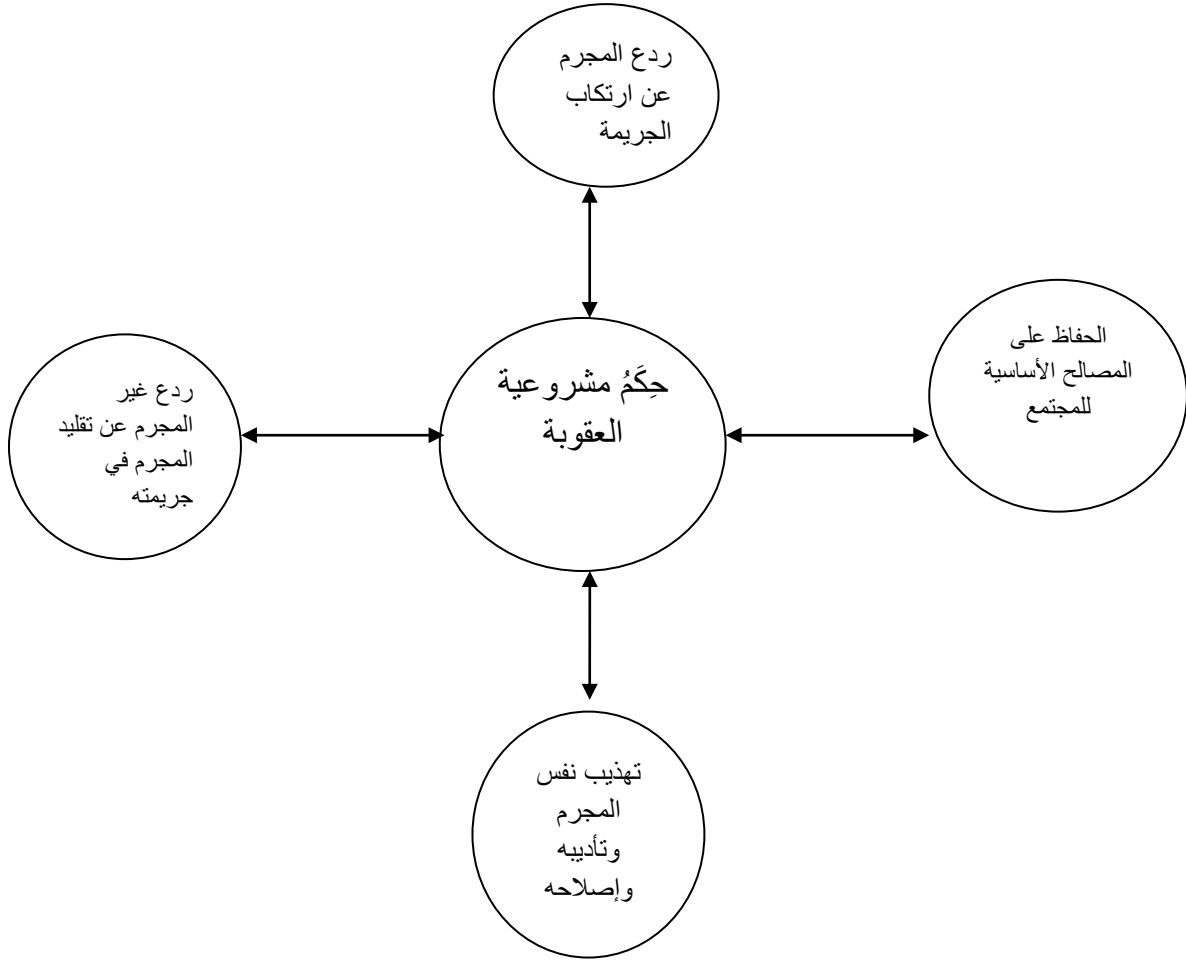 ردع المجرم
عن ارتكاب
الجريمة
الحفاظ على
المصالح الأساسية
للمجتمع
حِكَمُ مشروعية
العقوبة
ردع غير
المجرم عن تقليد
المجرم في
جريمته
تهذيب نفس
المجرم
وتأديبه
وإصلاحه